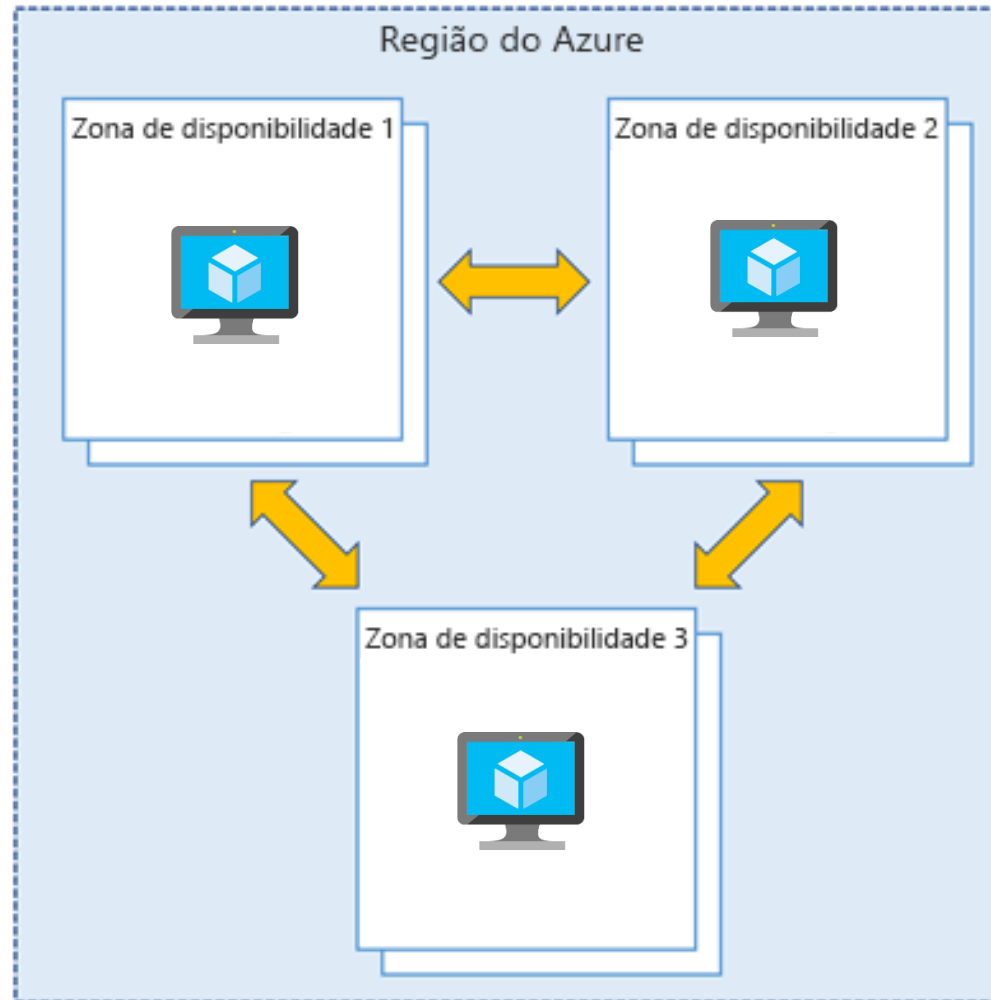 Região do Azure
Zona de disponibilidade 1
Zona de disponibilidade 2
Zona de disponibilidade 3